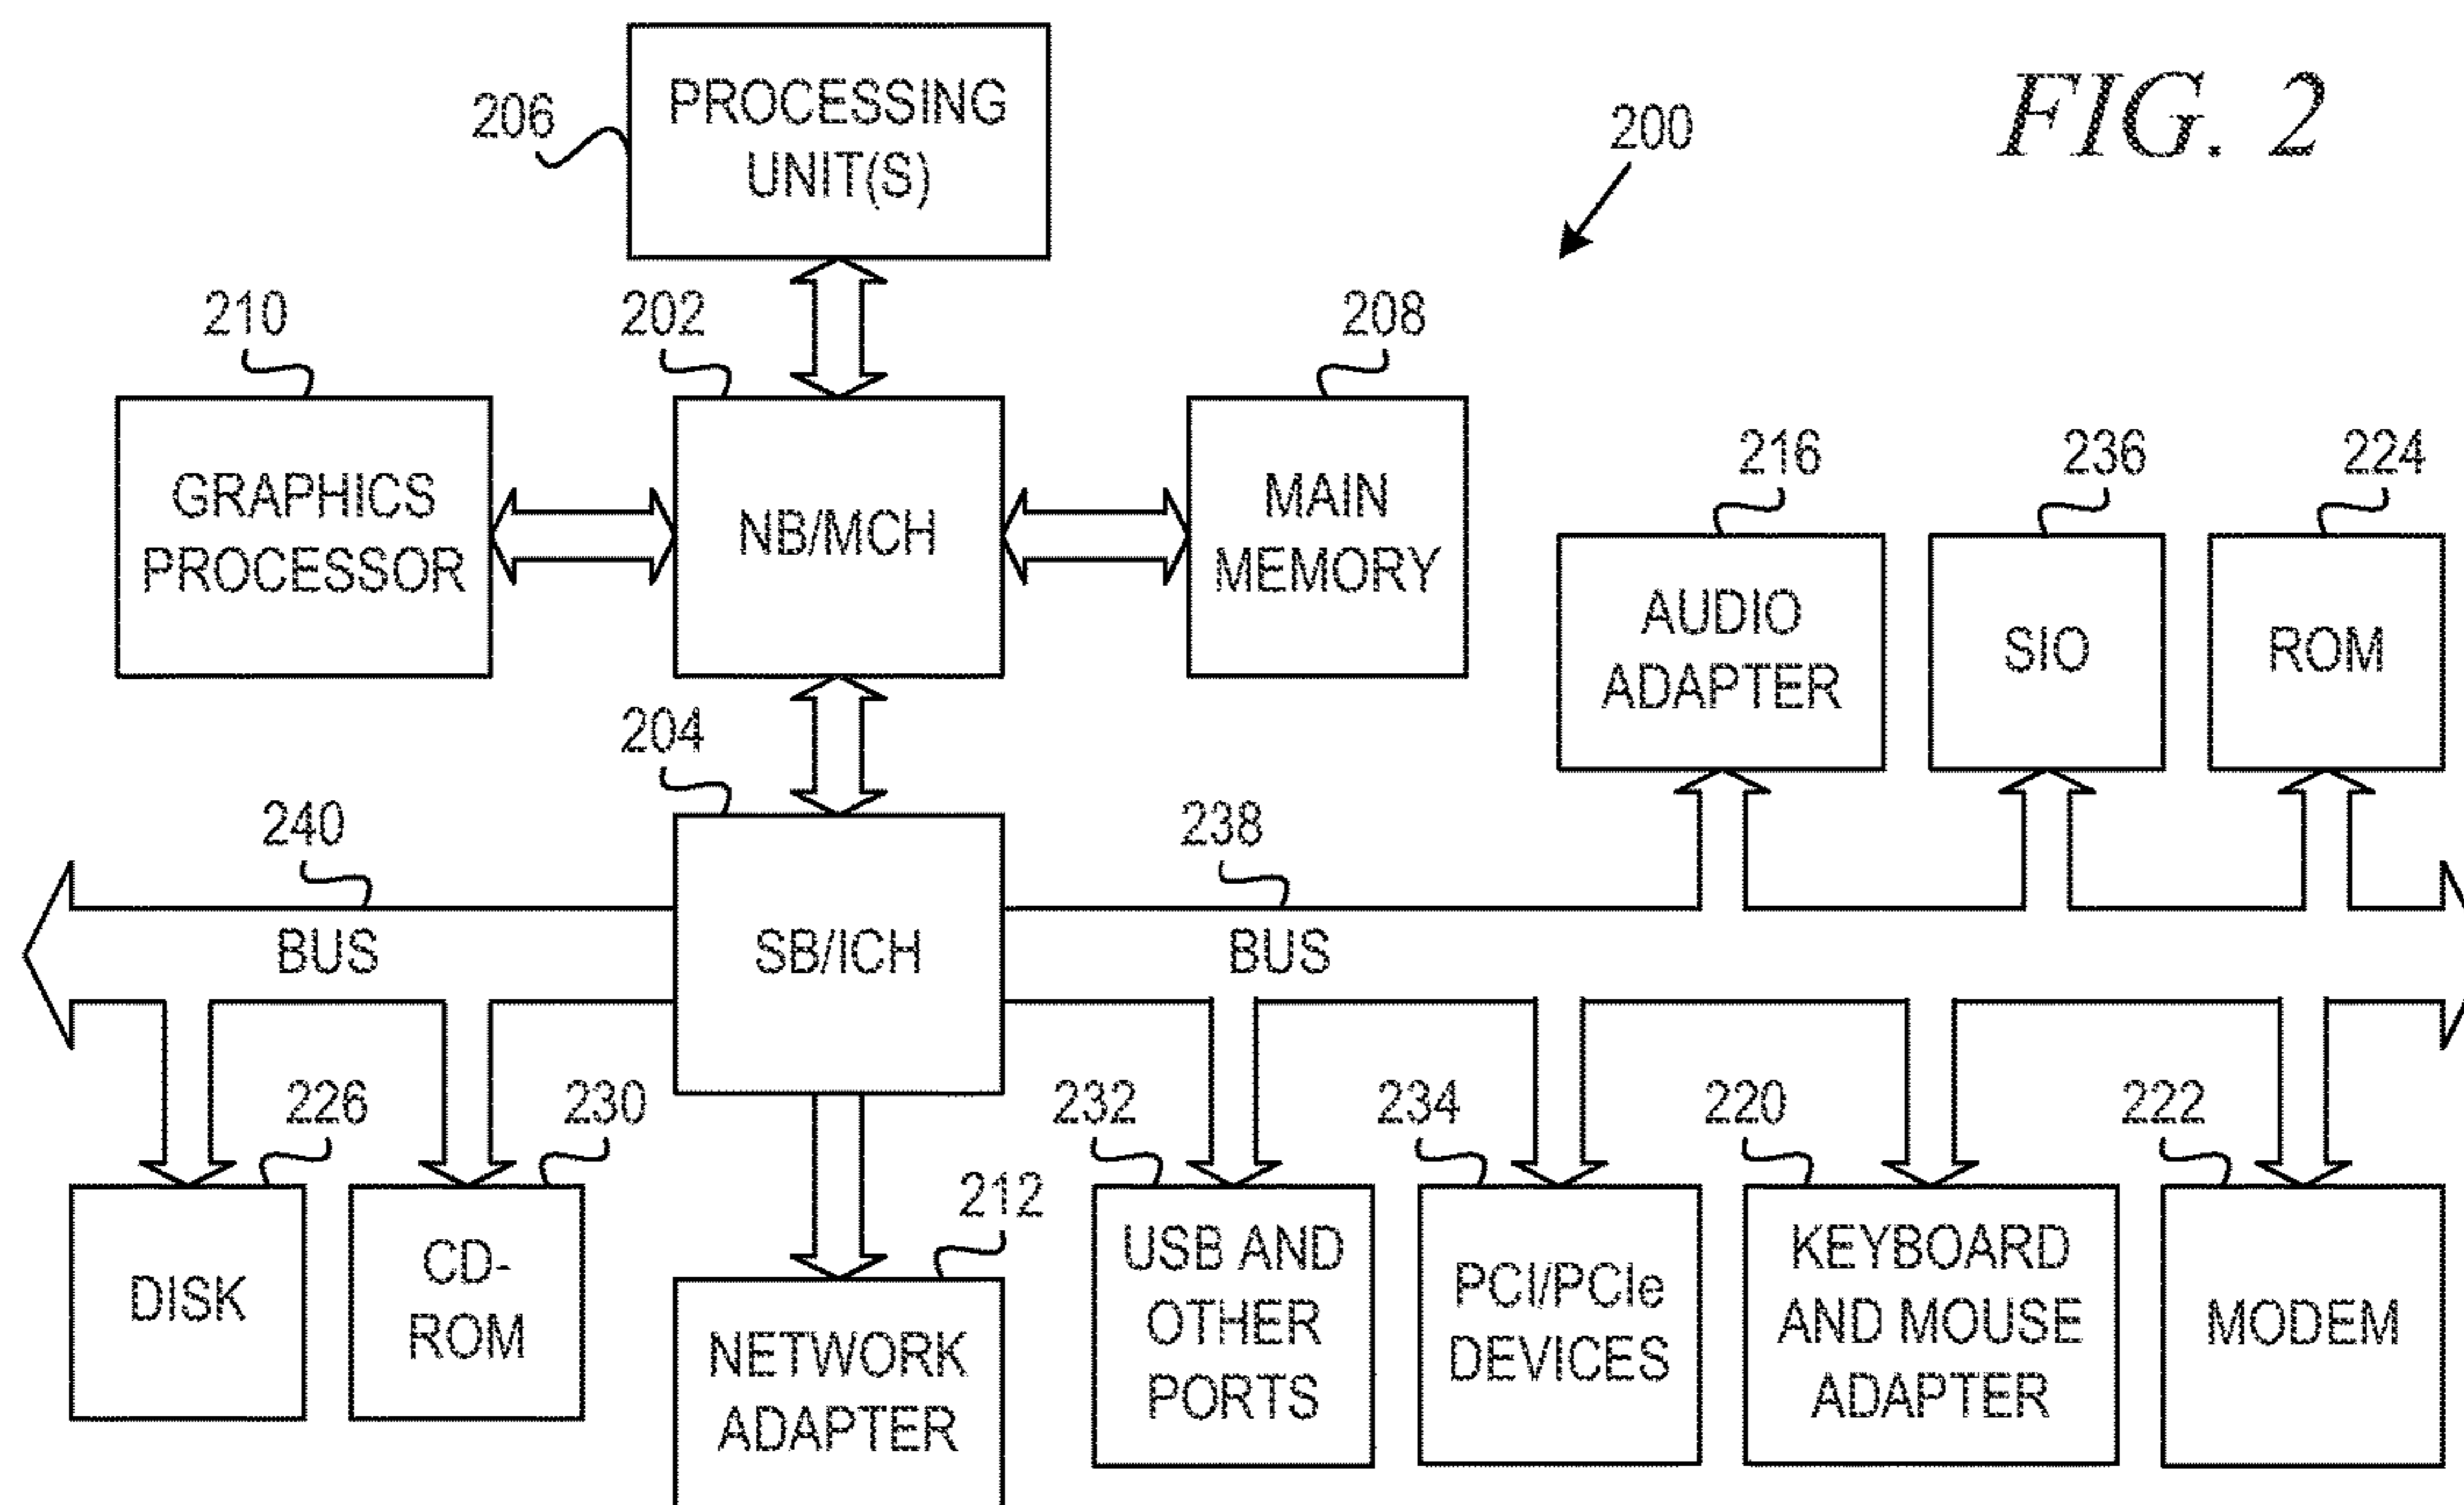 PROCESSING
UNIT(S)
206
200
FIG. 2
210
202
208
GRAPHICS
PROCESSOR
NB/MCH
MAIN
MEMORY
216
236
224
AUDIO
ADAPTER
SIO
ROM
204
240
238
BUS
SB/ICH
BUS
226
230
232
234
220
222
212
DISK
CD-
ROM
NETWORK
ADAPTER
USB AND
OTHER
PORTS
PCI/PCIe
DEVICES
KEYBOARD
AND MOUSE
ADAPTER
MODEM